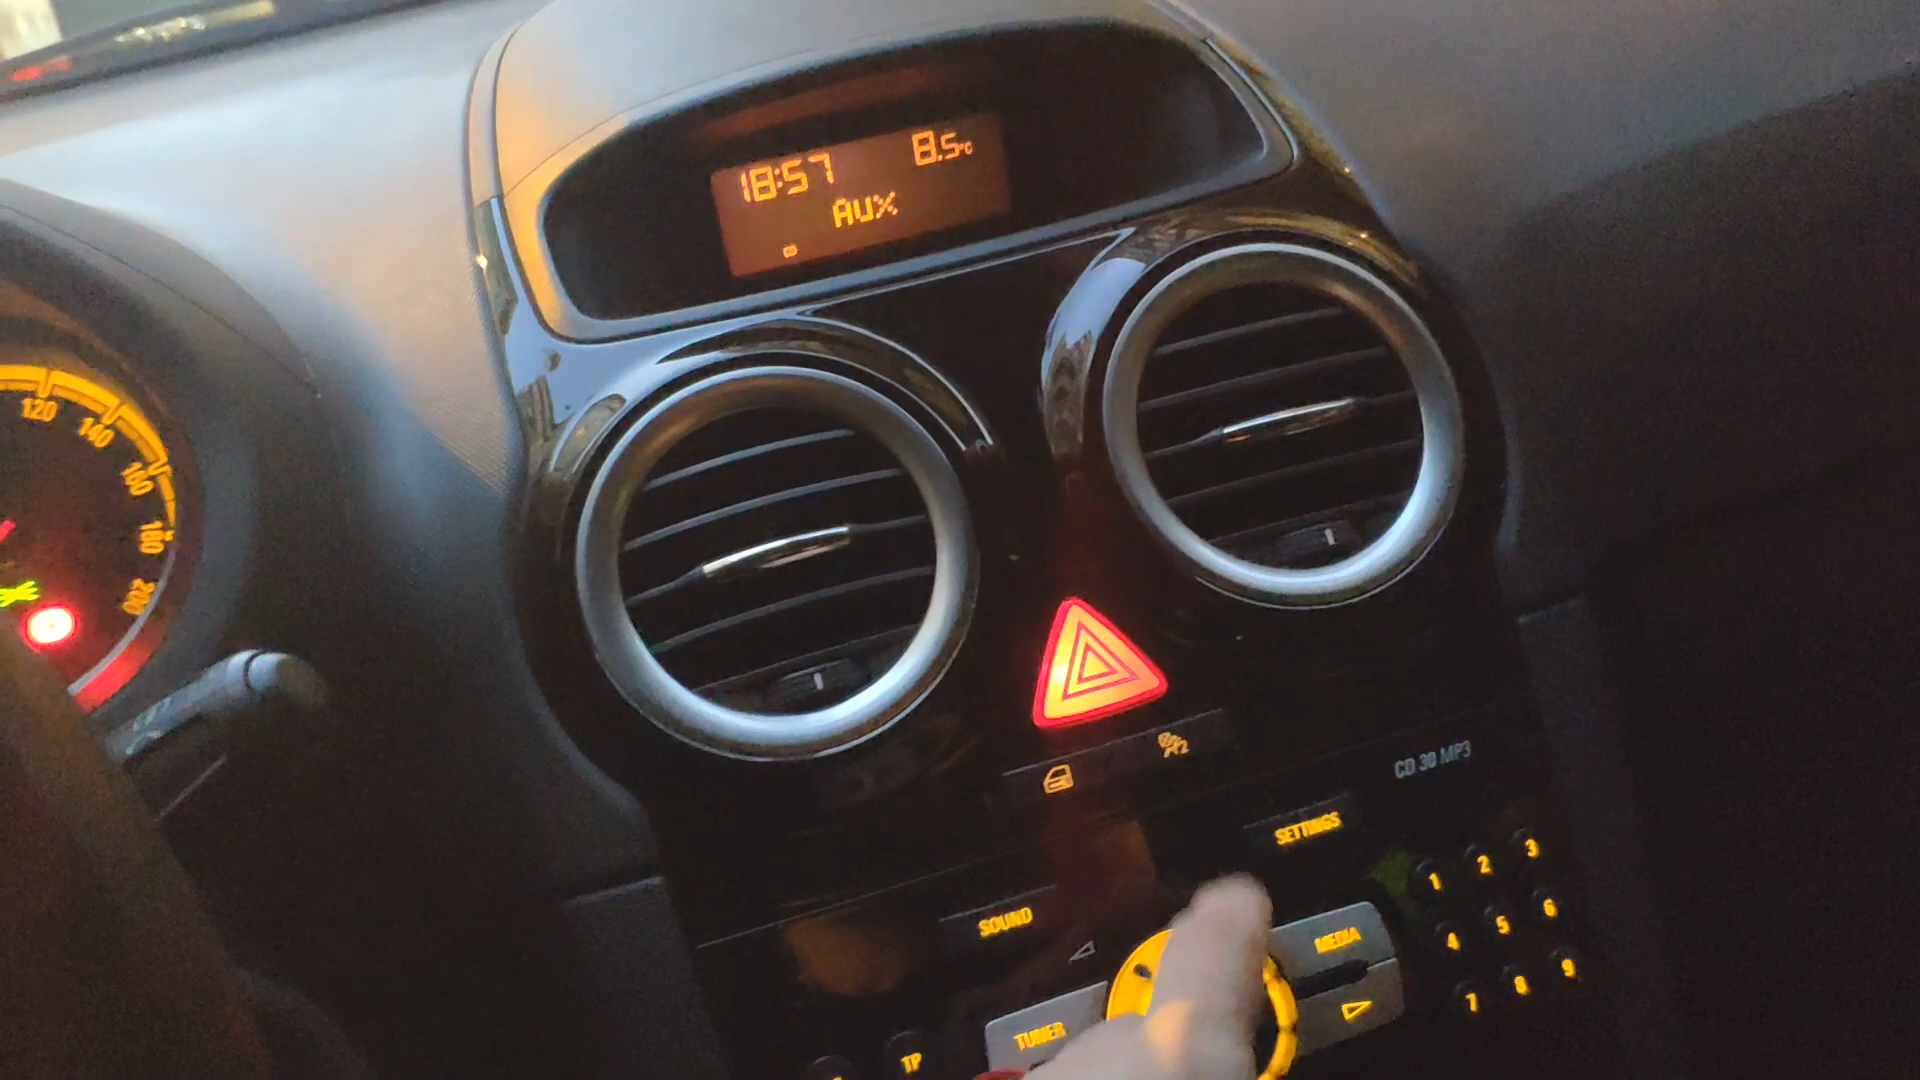 18:57 8.5°C
AUX
CD
120
140
160
180
200
CD 30 MP3
SETTINGS
1 2 3
SOUND
MEDIA
4 5 6
7 8 9
TUNER
TP